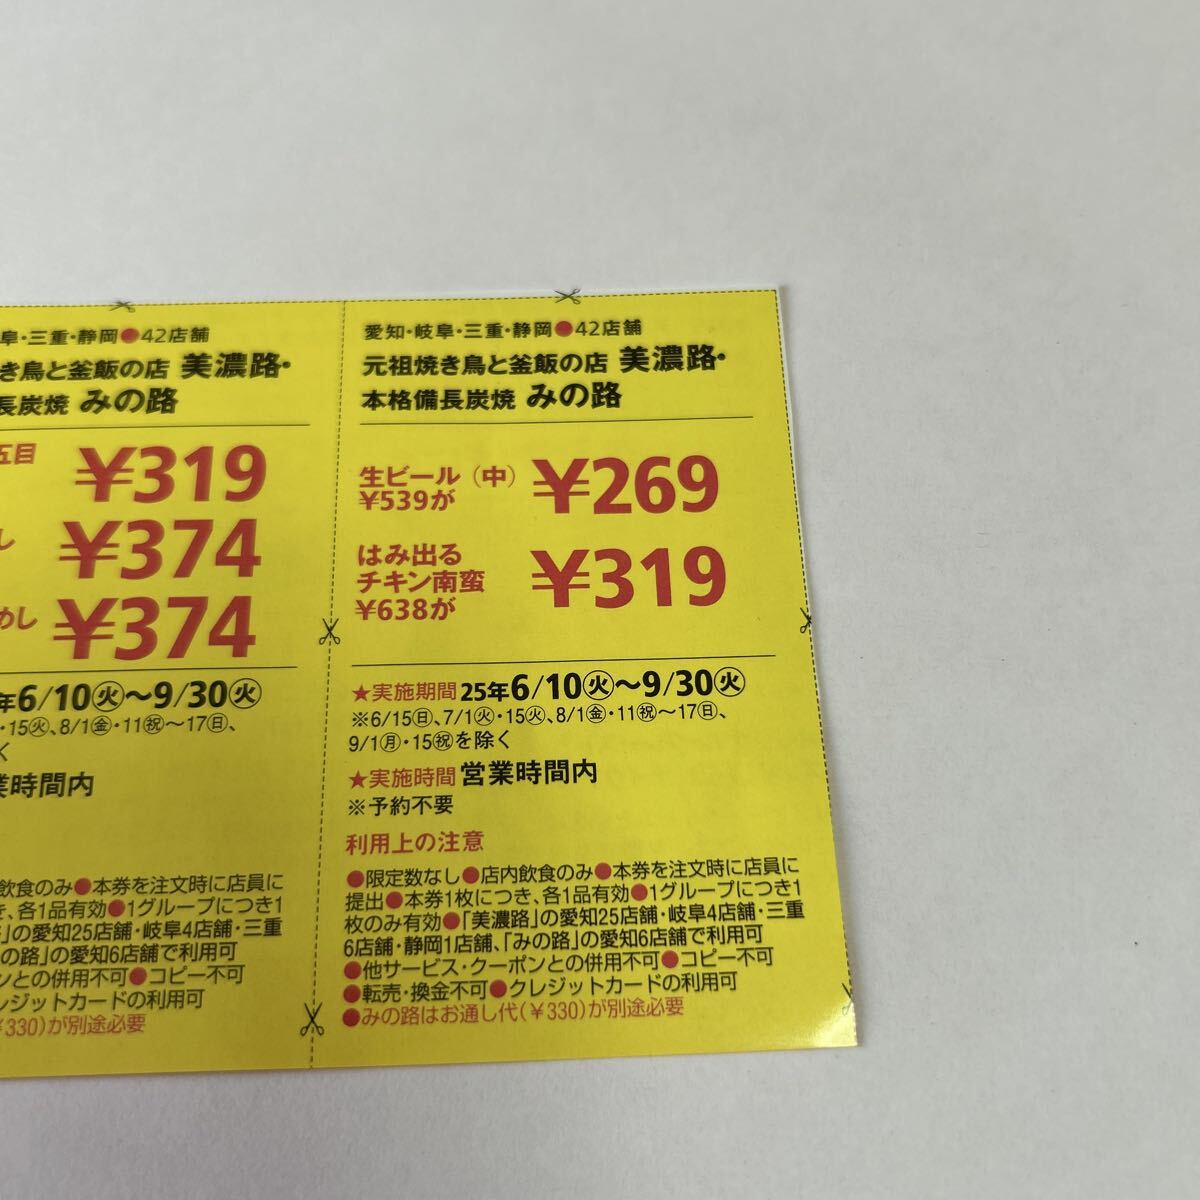 阜・三重・静岡●42店舗
き鳥と釜飯の店 美濃路・
長炭焼 みの路
五目
¥319
し ¥374
めし ¥374
年6/10㊋〜9/30㊋
・15㊋、8/1㊎・11㊗〜17㊐、
く
業時間内
飲食のみ●本券を注文時に店員に
き、各1品有効●1グループにつき1
」の愛知25店舗・岐阜4店舗・三重
の路」の愛知6店舗で利用可
ンとの併用不可●コピー不可
レジットカードの利用可
(¥330)が別途必要
愛知・岐阜・三重・静岡●42店舗
元祖焼き鳥と釜飯の店 美濃路・
本格備長炭焼 みの路
生ビール（中）
¥539が
¥269
はみ出る
チキン南蛮
¥638が
¥319
★実施期間 25年6/10㊋〜9/30㊋
※6/15㊐、7/1㊋・15㊋、8/1㊎・11㊗〜17㊐、
9/1㊊・15㊗を除く
★実施時間 営業時間内
※予約不要
利用上の注意
●限定数なし●店内飲食のみ●本券を注文時に店員に
提出●本券1枚につき、各1品有効●1グループにつき1
枚のみ有効●「美濃路」の愛知25店舗・岐阜4店舗・三重
6店舗・静岡1店舗、「みの路」の愛知6店舗で利用可
●他サービス・クーポンとの併用不可●コピー不可
●転売・換金不可●クレジットカードの利用可
●みの路はお通し代(¥330)が別途必要